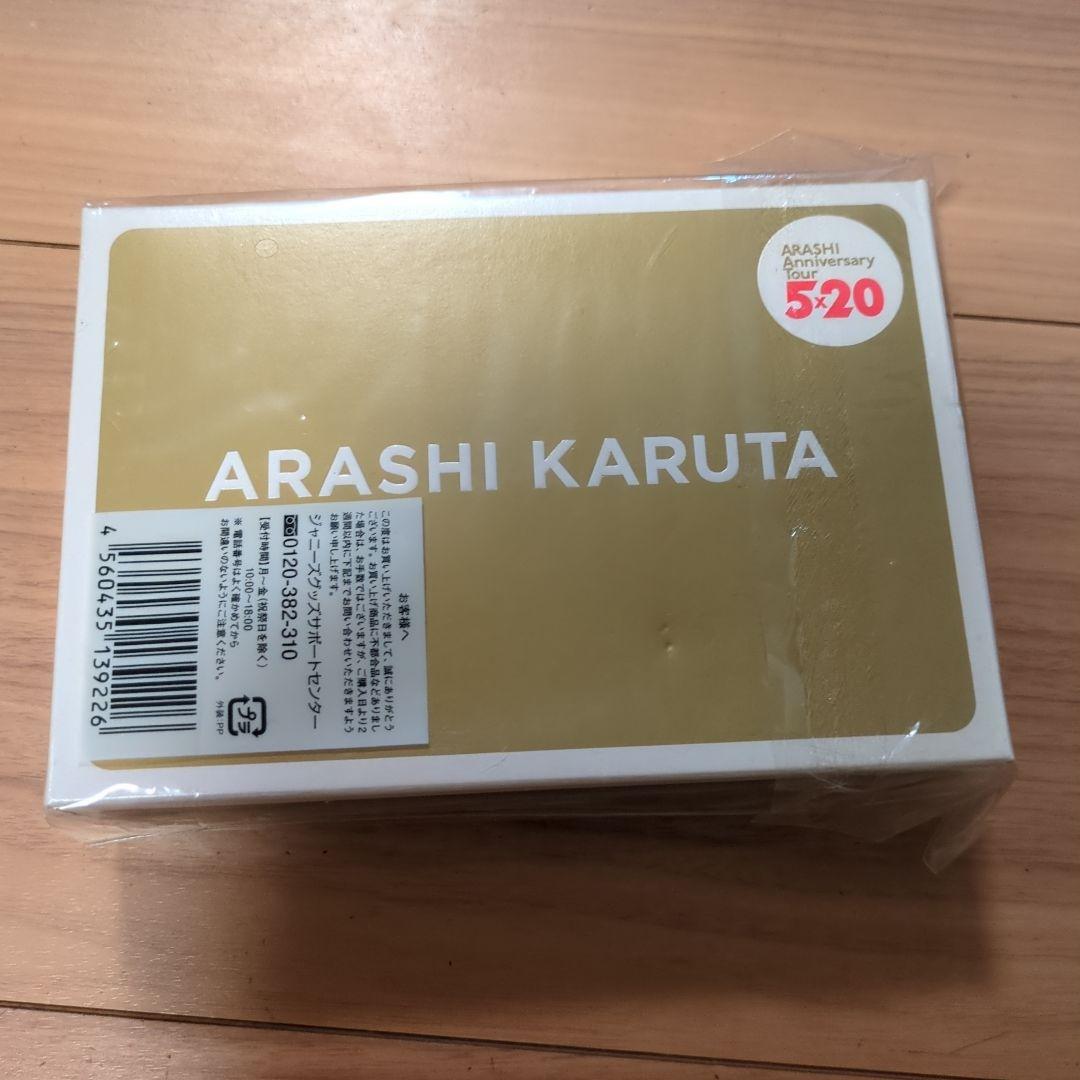 ARASHI
Anniversary
Tour
5×20
ARASHI KARUTA
お客様へ
この度はお買い上げいただきまして、誠にありがとう
ございます。お買い上げ商品に不都合品などありまし
た場合は、お手数ではございますが、ご購入日より2
週間以内に下記までお問い合わせいただきますよう
お願い申し上げます。
ジャニーズグッズサポートセンター
0120-382-310
【受付時間】月～金(祝祭日を除く)
10:00～18:00
※電話番号はよく確かめてから
お間違いのないようにご注意ください。
プラ
外装:PP
4 560435 139226